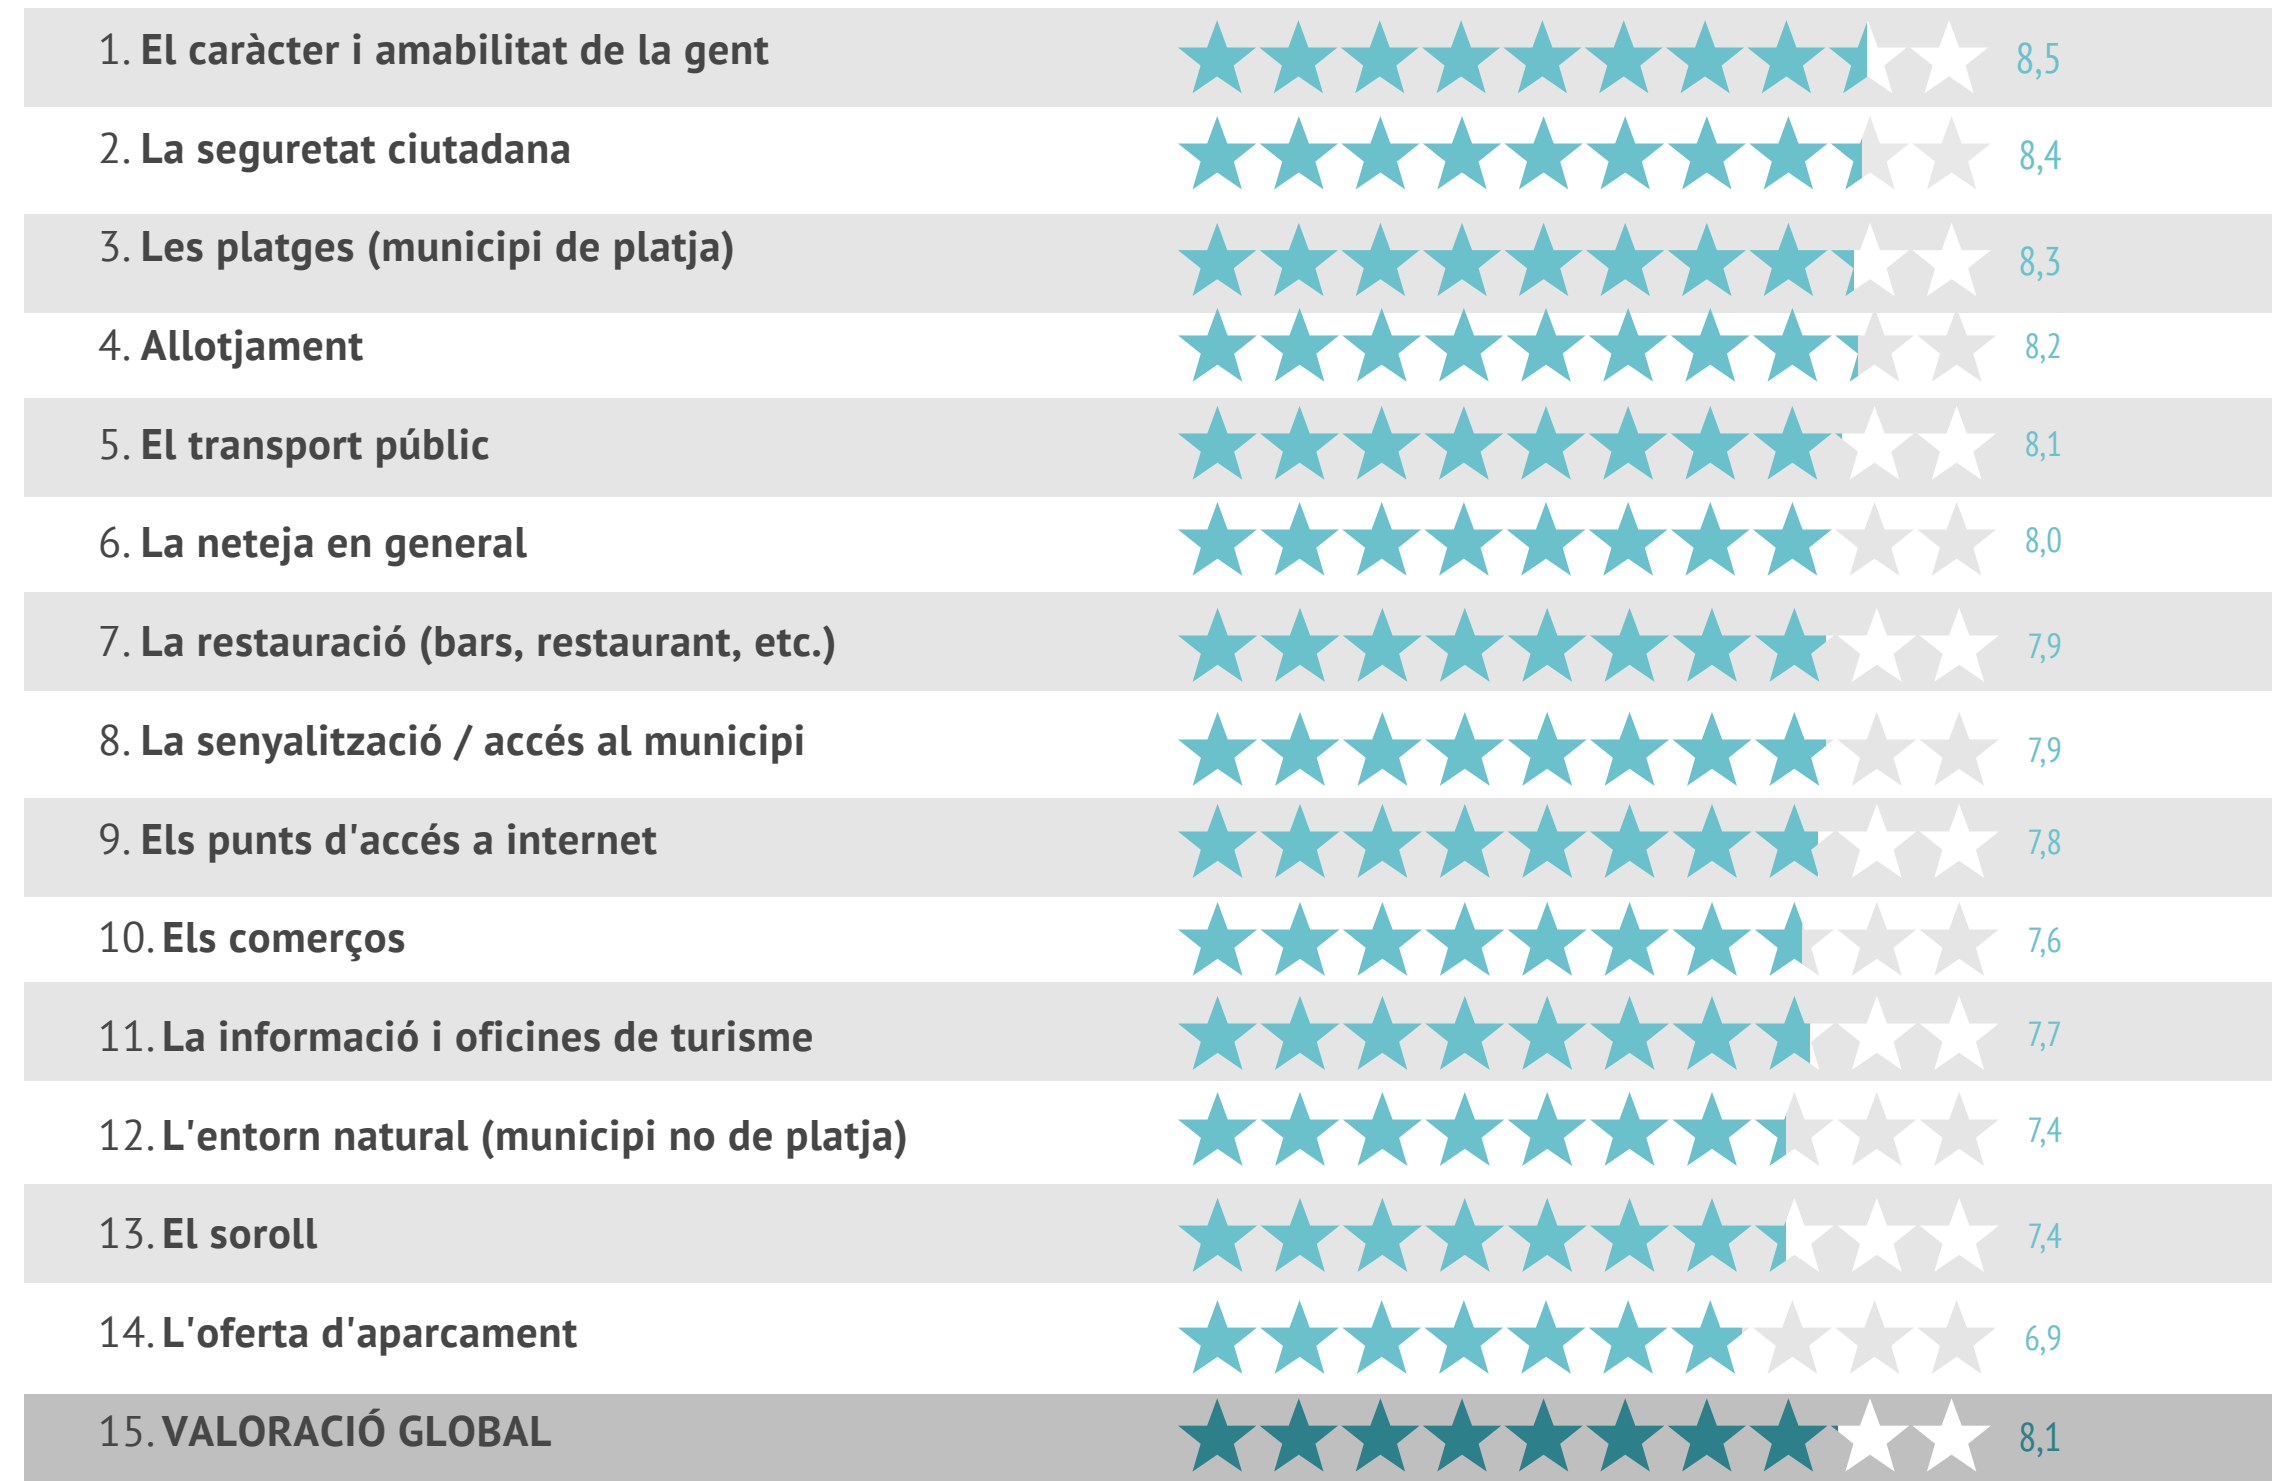 1. El caràcter i amabilitat de la gent 8,5
2. La seguretat ciutadana 8,4
3. Les platges (municipi de platja) 8,3
4. Allotjament 8,2
5. El transport públic 8,1
6. La neteja en general 8,0
7. La restauració (bars, restaurant, etc.) 7,9
8. La senyalització / accés al municipi 7,9
9. Els punts d'accés a internet 7,8
10. Els comerços 7,6
11. La informació i oficines de turisme 7,7
12. L'entorn natural (municipi no de platja) 7,4
13. El soroll 7,4
14. L'oferta d'aparcament 6,9
15. VALORACIÓ GLOBAL 8,1